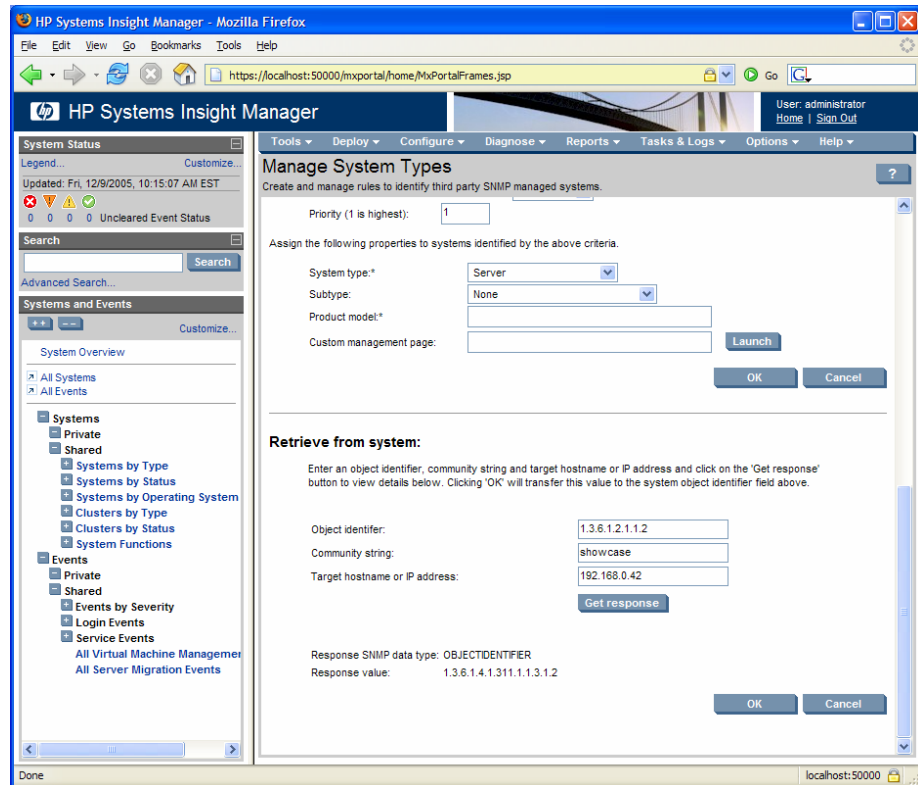 HP Systems Insight Manager - Mozilla Firefox
File Edit View Go Bookmarks Tools Help
https://localhost:50000/mxportal/home/MxPortalFrames.jsp Go G
hp HP Systems Insight Manager
User: administrator
Home | Sign Out
System Status
Legend... Customize...
Updated: Fri, 12/9/2005, 10:15:07 AM EST
0 0 0 0 Uncleared Event Status
Search
Search
Advanced Search...
Systems and Events
++ -- Customize...
System Overview
All Systems
All Events
Systems
Private
Shared
Systems by Type
Systems by Status
Systems by Operating System
Clusters by Type
Clusters by Status
System Functions
Events
Private
Shared
Events by Severity
Login Events
Service Events
All Virtual Machine Managemer
All Server Migration Events
Tools Deploy Configure Diagnose Reports Tasks & Logs Options Help
Manage System Types ?
Create and manage rules to identify third party SNMP managed systems.
Priority (1 is highest): 1
Assign the following properties to systems identified by the above criteria.
System type:* Server
Subtype: None
Product model:*
Custom management page: Launch
OK Cancel
Retrieve from system:
Enter an object identifier, community string and target hostname or IP address and click on the 'Get response'
button to view details below. Clicking 'OK' will transfer this value to the system object identifier field above.
Object identifer: 1.3.6.1.2.1.1.2
Community string: showcase
Target hostname or IP address: 192.168.0.42
Get response
Response SNMP data type: OBJECTIDENTIFIER
Response value: 1.3.6.1.4.1.311.1.1.3.1.2
OK Cancel
Done localhost:50000